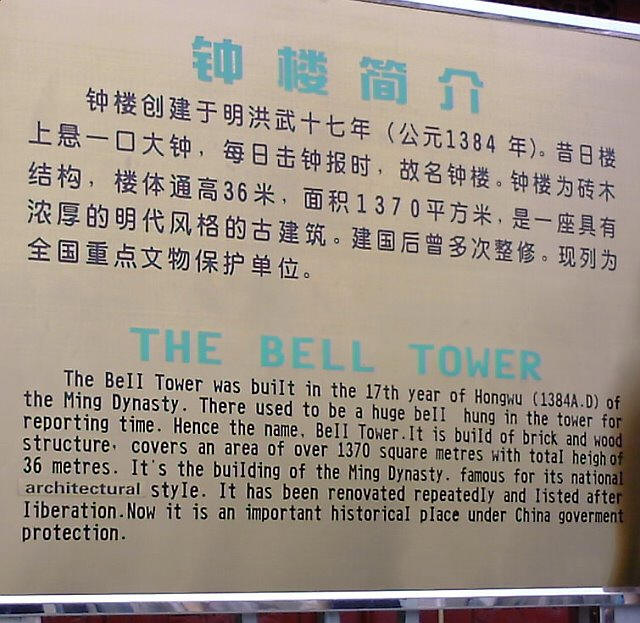 钟楼简介
钟楼创建于明洪武十七年（公元1384 年）。昔日楼
上悬一口大钟，每日击钟报时，故名钟楼。钟楼为砖木
结构，楼体通高36米，面积1370平方米，是一座具有
浓厚的明代风格的古建筑。建国后曾多次整修。现列为
全国重点文物保护单位。
THE BELL TOWER
The Bell Tower was built in the 17th year of Hongwu (1384A.D) of
the Ming Dynasty. There used to be a huge bell hung in the tower for
reporting time. Hence the name, Bell Tower.It is build of brick and wood
structure, covers an area of over 1370 square metres with total heigh of
36 metres. It's the building of the Ming Dynasty. famous for its national
architectural style. It has been renovated repeatedly and listed after
liberation.Now it is an important historical place under China goverment
protection.